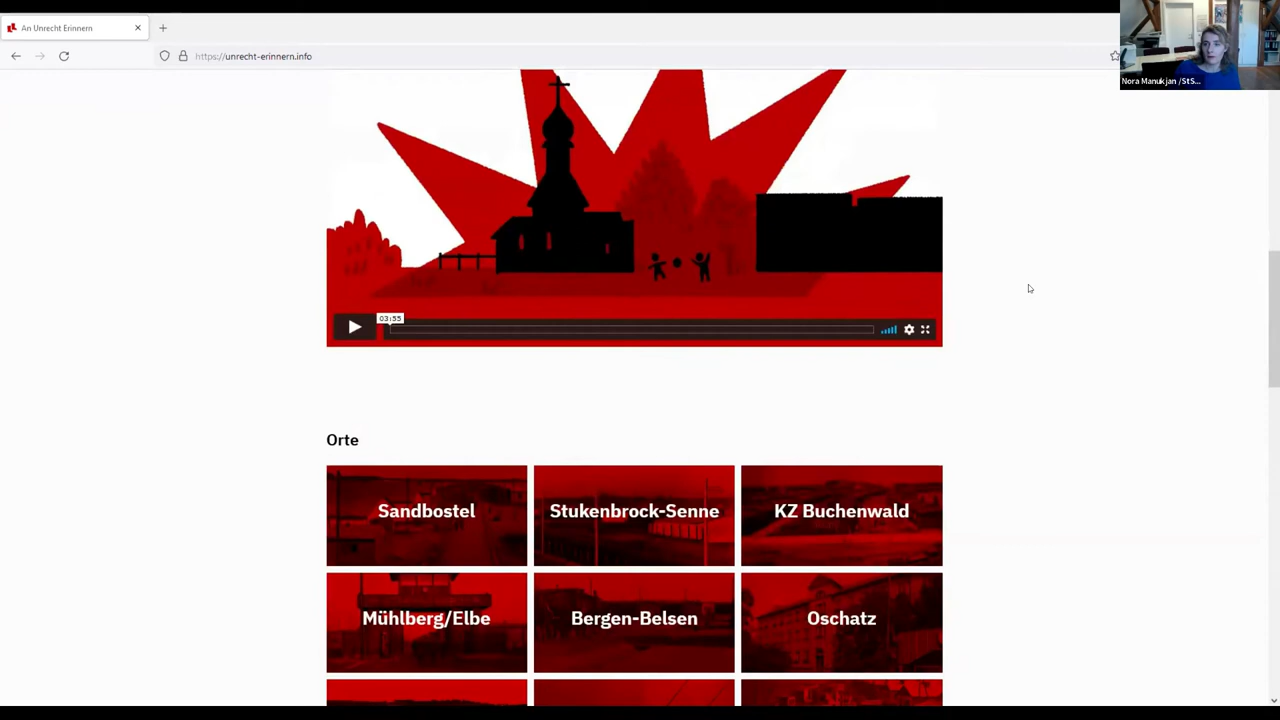 An Unrecht Erinnern
https://unrecht-erinnern.info
Nora Manukjan /StS...
03:55
Orte
Sandbostel
Stukenbrock-Senne
KZ Buchenwald
Mühlberg/Elbe
Bergen-Belsen
Oschatz